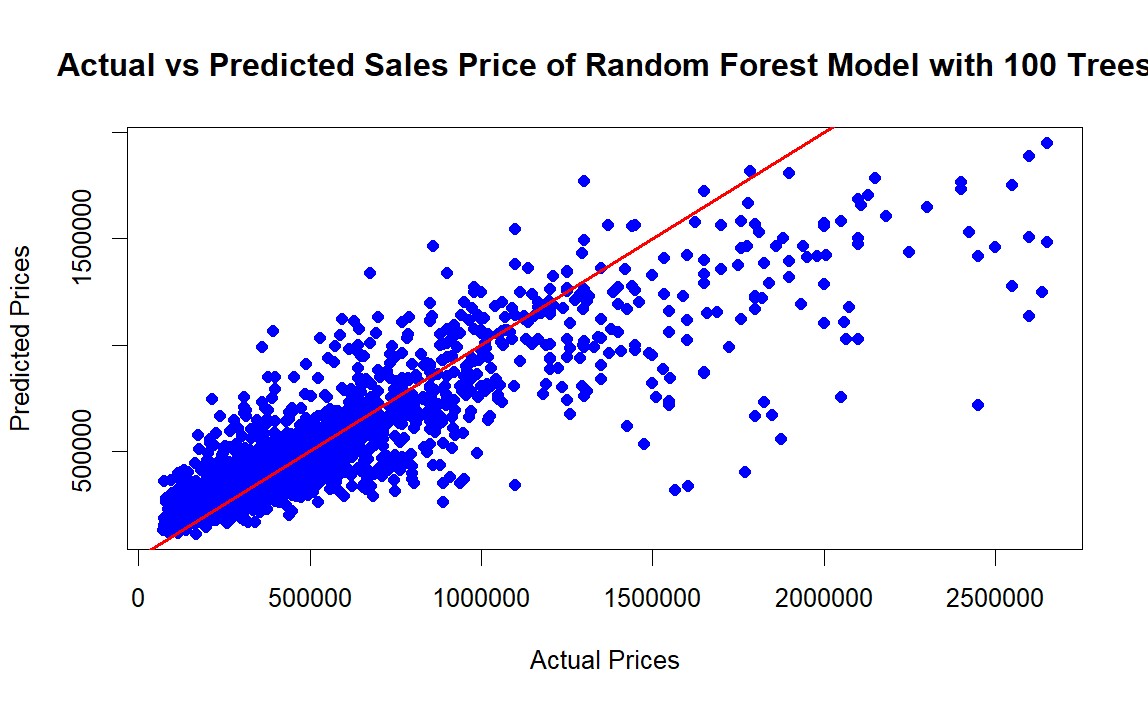 Actual vs Predicted Sales Price of Random Forest Model with 100 Trees
Predicted Prices
1500000
500000
0 500000 1000000 1500000 2000000 2500000
Actual Prices